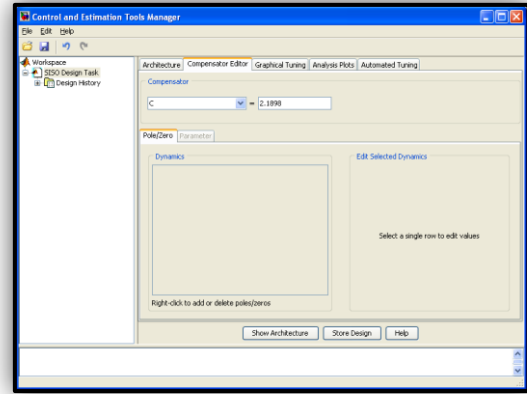 Control and Estimation Tools Manager
File Edit Help
Workspace
SISO Design Task
Design History
Architecture Compensator Editor Graphical Tuning Analysis Plots Automated Tuning
Compensator
C = 2.1898
Pole/Zero Parameter
Dynamics Edit Selected Dynamics
Select a single row to edit values
Right-click to add or delete poles/zeros
Show Architecture Store Design Help